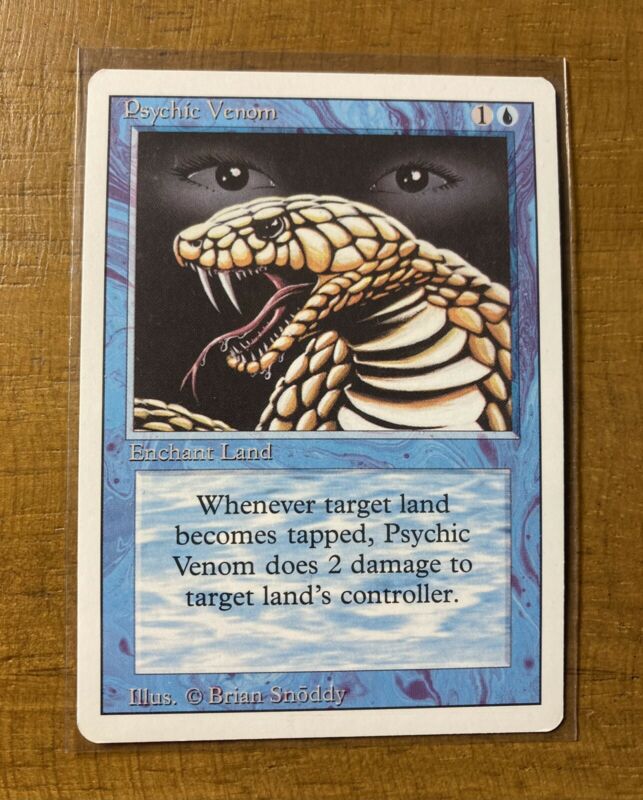 Psychic Venom 1
Enchant Land
Whenever target land
becomes tapped, Psychic
Venom does 2 damage to
target land's controller.
Illus. © Brian Snōddy